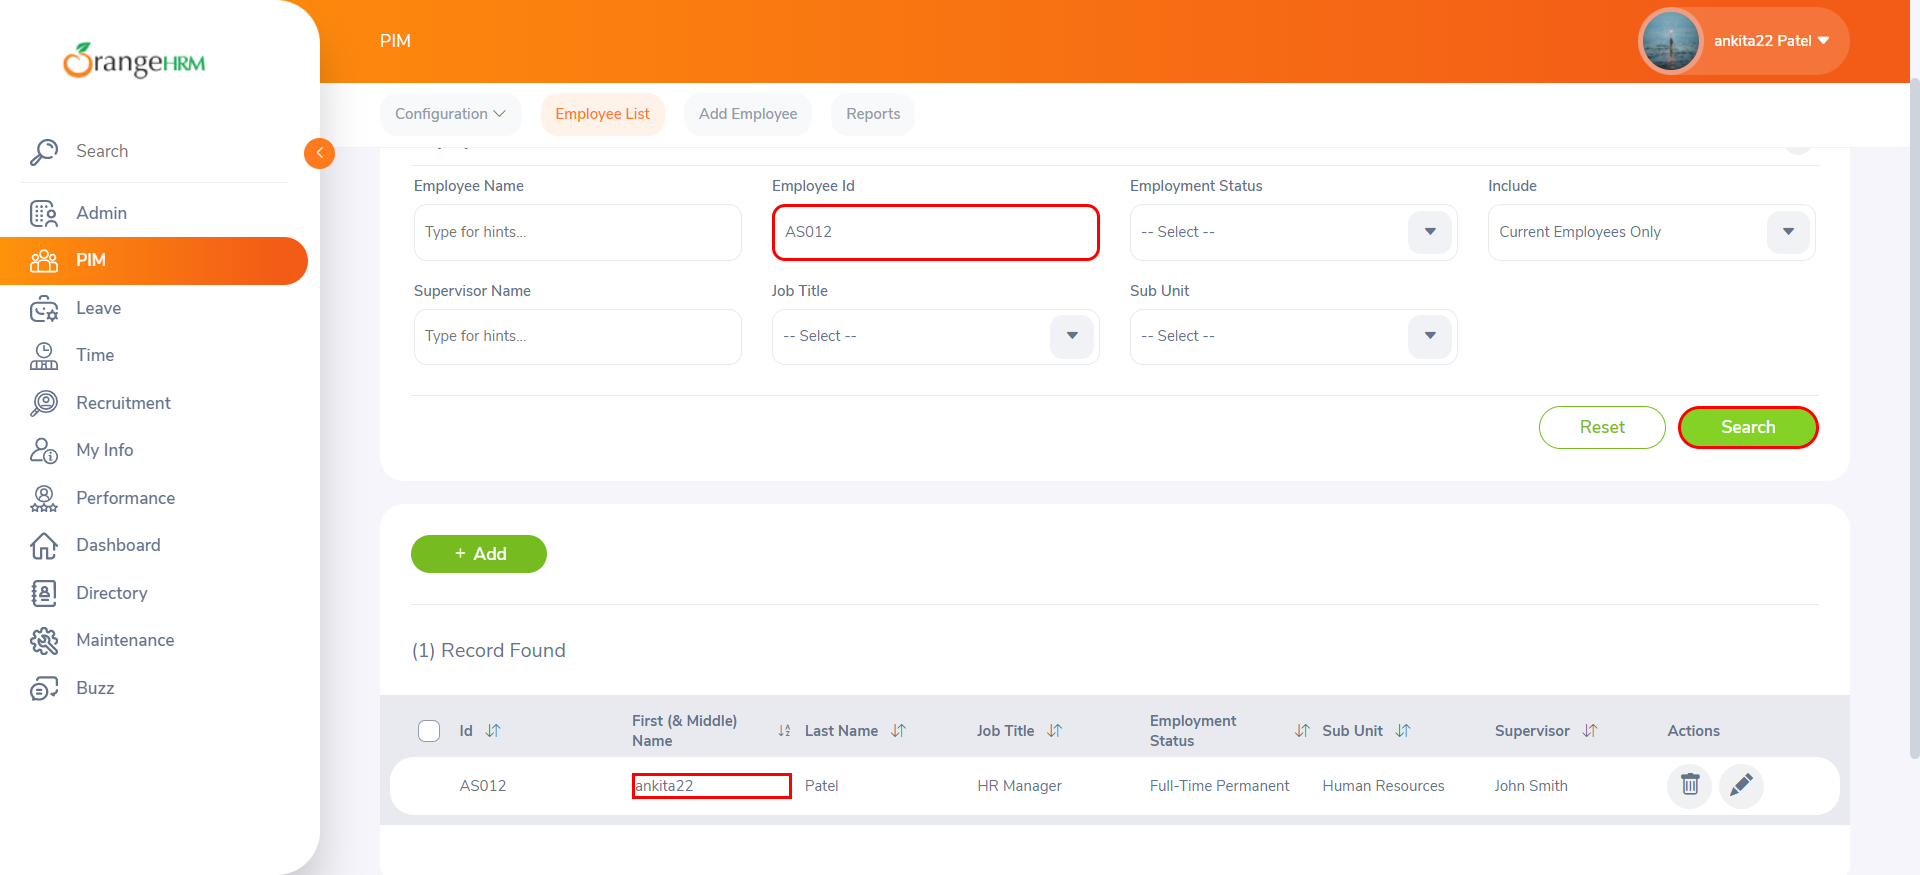 OrangeHRM
PIM
ankita22 Patel
Configuration
Employee List
Add Employee
Reports
Search
Admin
PIM
Leave
Time
Recruitment
My Info
Performance
Dashboard
Directory
Maintenance
Buzz
Employee Name
Employee Id
Employment Status
Include
Type for hints...
AS012
-- Select --
Current Employees Only
Supervisor Name
Job Title
Sub Unit
Type for hints...
-- Select --
-- Select --
Reset
Search
+ Add
(1) Record Found
Id
First (& Middle)
Name
Last Name
Job Title
Employment
Status
Sub Unit
Supervisor
Actions
AS012
ankita22
Patel
HR Manager
Full-Time Permanent
Human Resources
John Smith